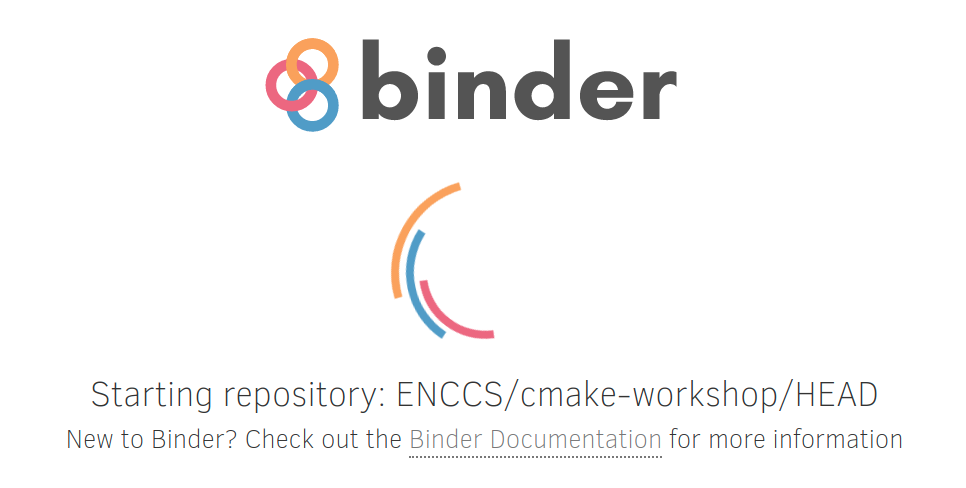 binder
Starting repository: ENCCS/cmake-workshop/HEAD
New to Binder? Check out the Binder Documentation for more information